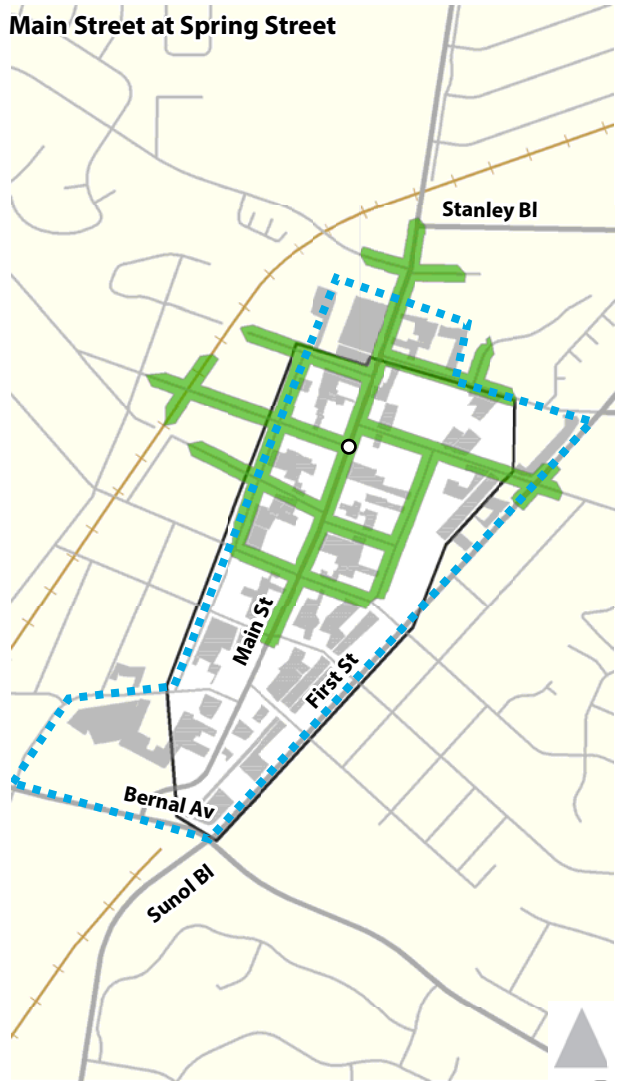 Main Street at Spring Street
Stanley Bl
Main St
First St
Bernal Av
Sunol Bl